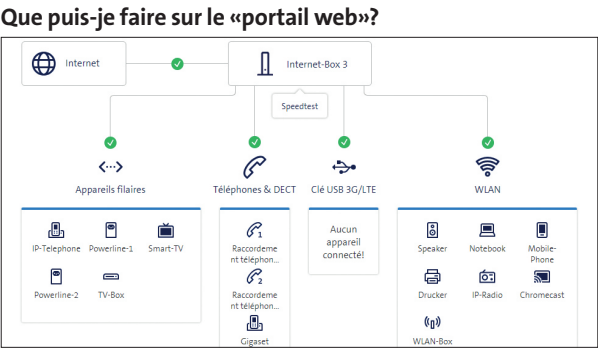 Que puis-je faire sur le «portail web»?
Internet
Internet-Box 3
Speedtest
Appareils filaires
Téléphones & DECT
Clé USB 3G/LTE
WLAN
IP-Telephone
Powerline-1
Smart-TV
Powerline-2
TV-Box
1
Raccordeme
nt téléphon...
2
Raccordeme
nt téléphon...
Gigaset
Aucun
appareil
connecté!
Speaker
Notebook
Mobile-
Phone
Drucker
IP-Radio
Chromecast
WLAN-Box